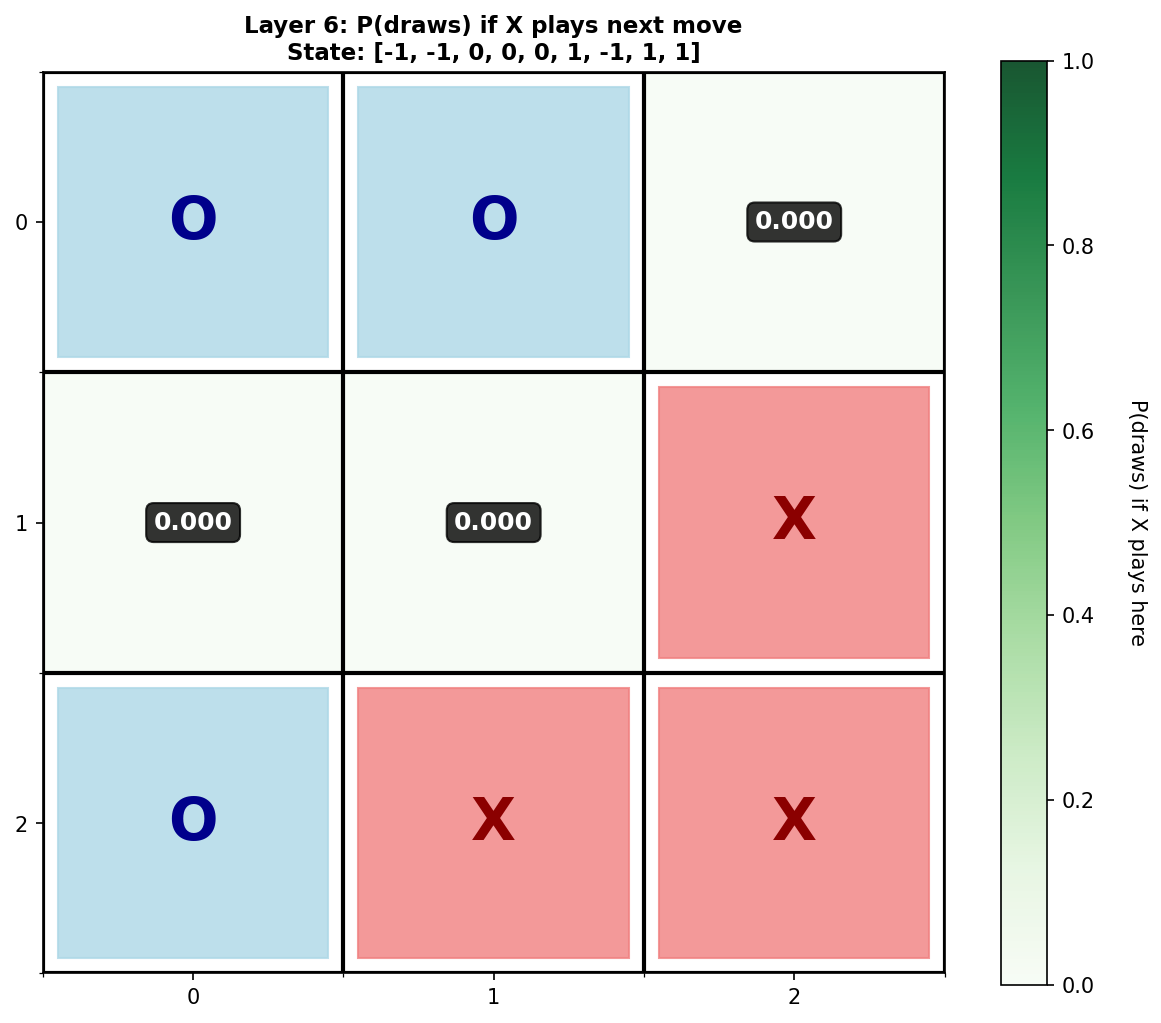 Layer 6: P(draws) if X plays next move
State: [-1, -1, 0, 0, 0, 1, -1, 1, 1]
1.0
0.8
0.6
0.4
0.2
0.0
P(draws) if X plays here
0
O
O
0.000
1
0.000
0.000
X
2
O
X
X
0
1
2